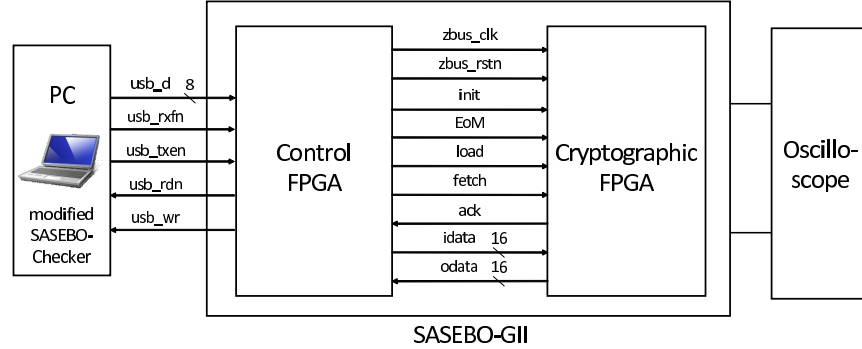 PC
modified
SASEBO-
Checker
usb_d 8
usb_rxfn
usb_txen
usb_rdn
usb_wr
Control
FPGA
zbus_clk
zbus_rstn
init
EoM
load
fetch
ack
idata 16
odata 16
Cryptographic
FPGA
Oscillo-
scope
SASEBO-GII